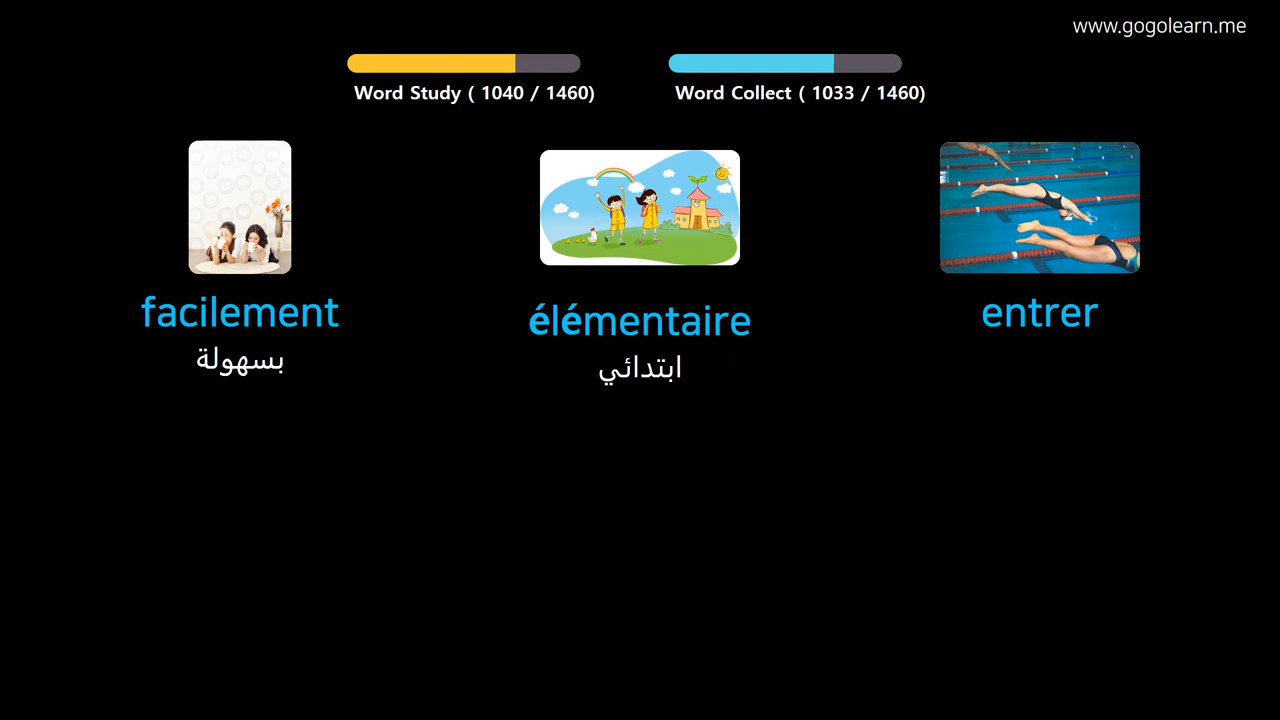 www.gogolearn.me
Word Study ( 1040 / 1460)
Word Collect ( 1033 / 1460)
facilement
بسهولة
élémentaire
ابتدائي
entrer